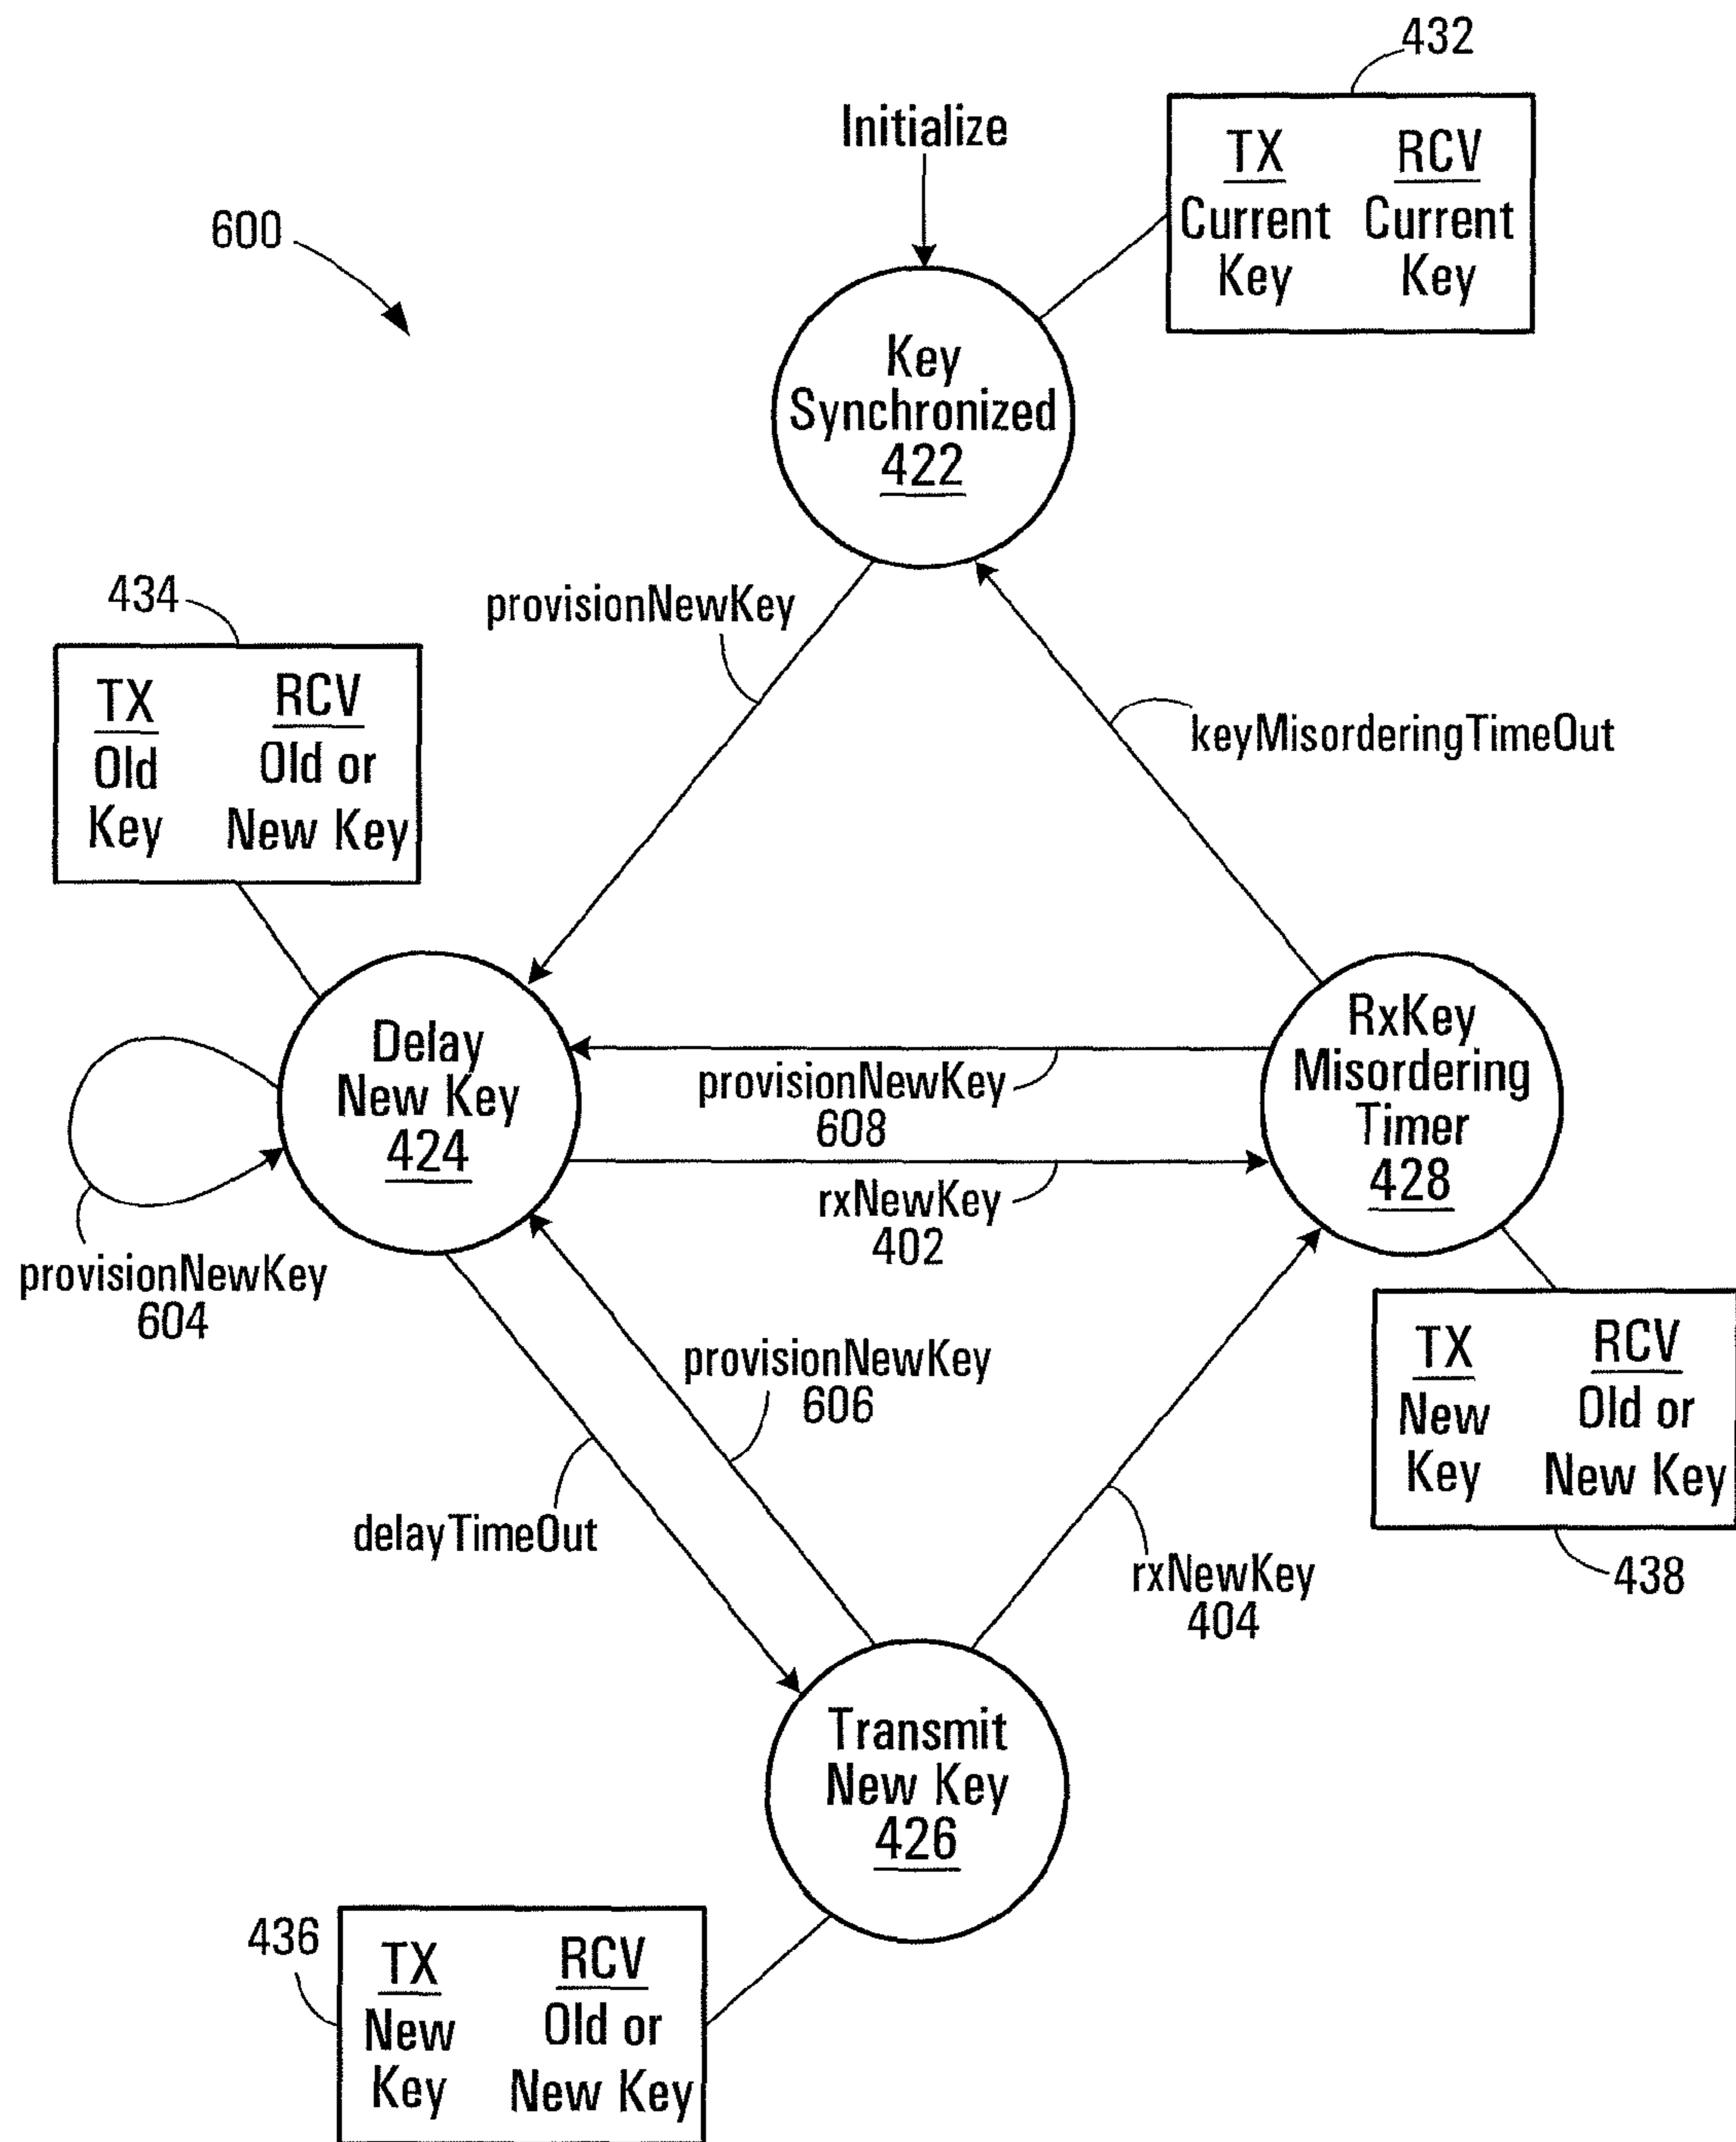 432
Initialize
TX RCV
Current Current
Key Key
600
Key
Synchronized
422
434
provisionNewKey
TX RCV
Old Old or
Key New Key
keyMisorderingTimeOut
Delay
New Key
424
RxKey
Misordering
Timer
428
provisionNewKey
608
rxNewKey
402
provisionNewKey
604
provisionNewKey
606
TX RCV
New Old or
Key New Key
438
delayTimeOut
rxNewKey
404
Transmit
New Key
426
436
TX RCV
New Old or
Key New Key